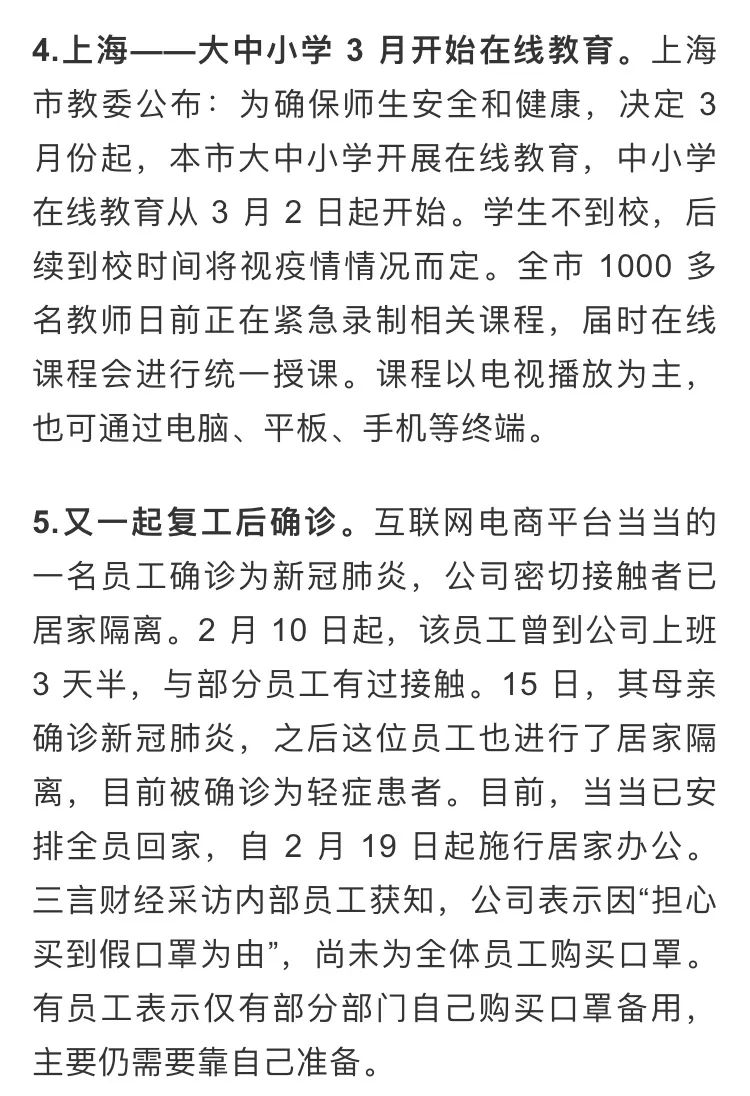 4.上海——大中小学 3 月开始在线教育。上海
市教委公布：为确保师生安全和健康，决定 3
月份起，本市大中小学开展在线教育，中小学
在线教育从 3 月 2 日起开始。学生不到校，后
续到校时间将视疫情情况而定。全市 1000 多
名教师日前正在紧急录制相关课程，届时在线
课程会进行统一授课。课程以电视播放为主，
也可通过电脑、平板、手机等终端。
5.又一起复工后确诊。互联网电商平台当当的
一名员工确诊为新冠肺炎，公司密切接触者已
居家隔离。2 月 10 日起，该员工曾到公司上班
3 天半，与部分员工有过接触。15 日，其母亲
确诊新冠肺炎，之后这位员工也进行了居家隔
离，目前被确诊为轻症患者。目前，当当已安
排全员回家，自 2 月 19 日起施行居家办公。
三言财经采访内部员工获知，公司表示因“担心
买到假口罩为由”，尚未为全体员工购买口罩。
有员工表示仅有部分部门自己购买口罩备用，
主要仍需要靠自己准备。